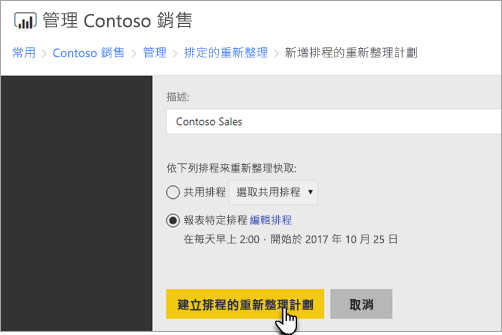 管理 Contoso 銷售
常用 > Contoso 銷售 > 管理 > 排定的重新整理 > 新增排程的重新整理計劃
描述:
Contoso Sales
依下列排程來重新整理快取:
共用排程 選取共用排程
報表特定排程 編輯排程
在每天早上 2:00，開始於 2017 年 10 月 25 日
建立排程的重新整理計劃 取消